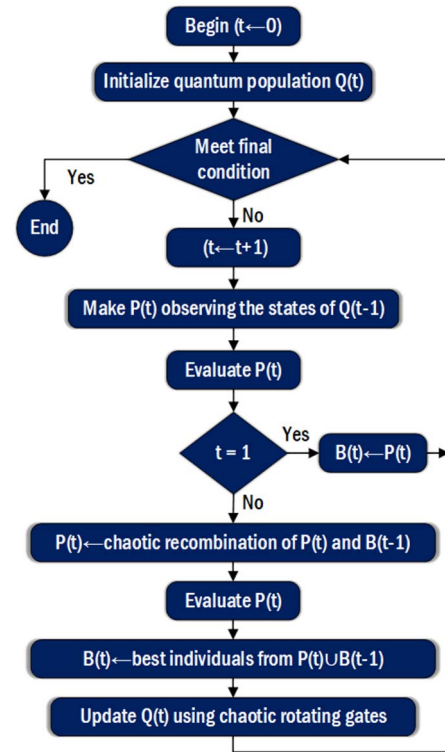 Begin (t←0)
Initialize quantum population Q(t)
Meet final
condition
Yes
End
No
(t←t+1)
Make P(t) observing the states of Q(t-1)
Evaluate P(t)
t = 1
Yes
B(t)←P(t)
No
P(t)←chaotic recombination of P(t) and B(t-1)
Evaluate P(t)
B(t)←best individuals from P(t)∪B(t-1)
Update Q(t) using chaotic rotating gates